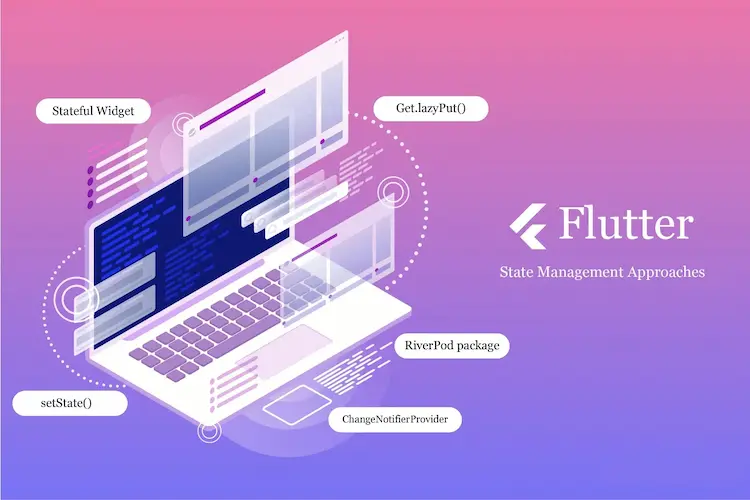 Stateful Widget
Get.lazyPut()
Flutter
State Management Approaches
RiverPod package
setState()
ChangeNotifierProvider